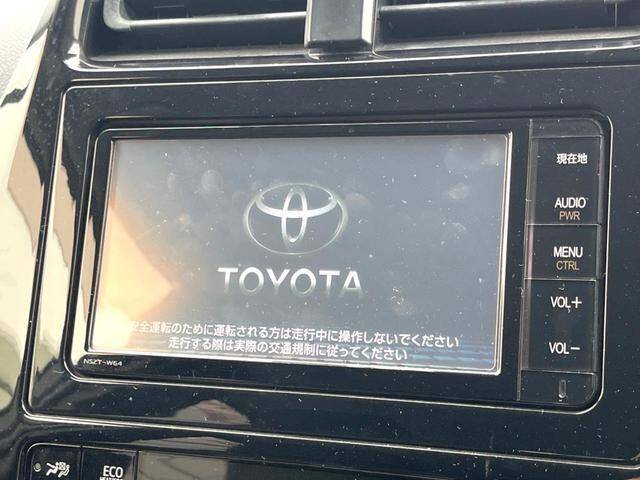 現在地
AUDIO
PWR
MENU
CTRL
VOL+
VOL-
TOYOTA
安全運転のために運転される方は走行中に操作しないでください
走行する際は実際の交通規制に従ってください
NSZT-W64
ECO